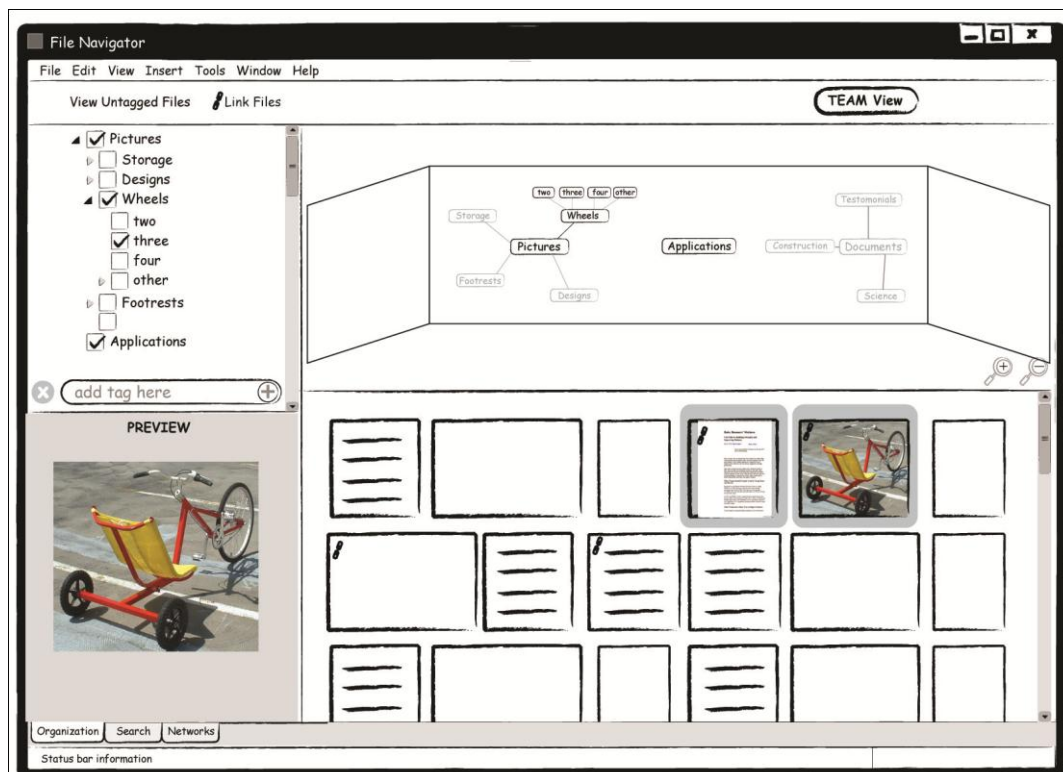 File Navigator
File Edit View Insert Tools Window Help
View Untagged Files Link Files TEAM View
Pictures
Storage
Designs
Wheels
two
three
four
other
Footrests
Applications
add tag here
PREVIEW
two three four other
Storage Wheels
Pictures
Footrests
Designs
Applications
Testomonials
Construction Documents
Science
Organization Search Networks
Status bar information